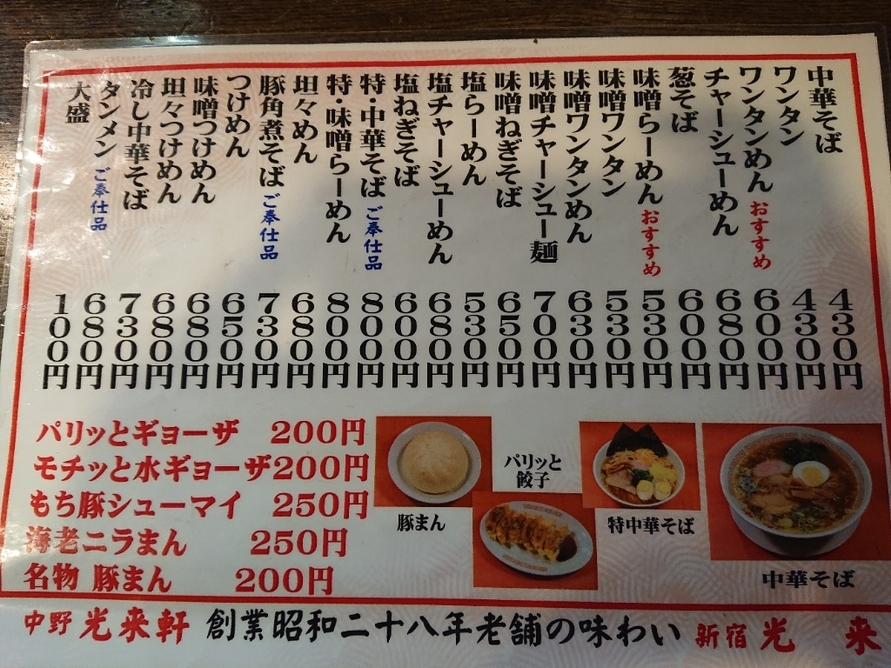 中華そば 430円
ワンタン 430円
ワンタンめん おすすめ 600円
チャーシューめん 680円
葱そば 600円
味噌らーめん おすすめ 530円
味噌ワンタン 530円
味噌ワンタンめん 630円
味噌チャーシュー麺 700円
味噌ねぎそば 650円
塩らーめん 530円
塩チャーシューめん 680円
塩ねぎそば 600円
特・中華そば ご奉仕品 800円
特・味噌らーめん 800円
坦々めん 680円
豚角煮そば ご奉仕品 730円
つけめん 650円
味噌つけめん 680円
坦々つけめん 680円
冷し中華そば 730円
タンメン ご奉仕品 680円
大盛 100円
パリッとギョーザ 200円
モチッと水ギョーザ200円
もち豚シューマイ 250円
海老ニラまん 250円
名物 豚まん 200円
豚まん
パリッと
餃子
特中華そば
中華そば
中野 光来軒 創業昭和二十八年老舗の味わい 新宿 光 来